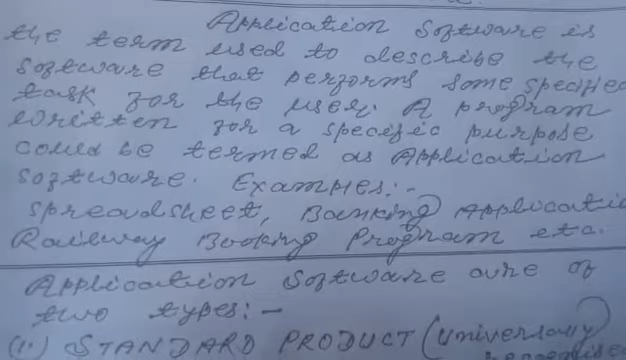 Application Software is
the term used to describe the
software that performs some specified
task for the user. A program
written for a specific purpose
could be termed as Application
software. Examples:-
Spreadsheet, Banking Applicatio
Railway Booking Program etc.
Application Software are of
two types:-
(1) STANDARD PRODUCT (Universally